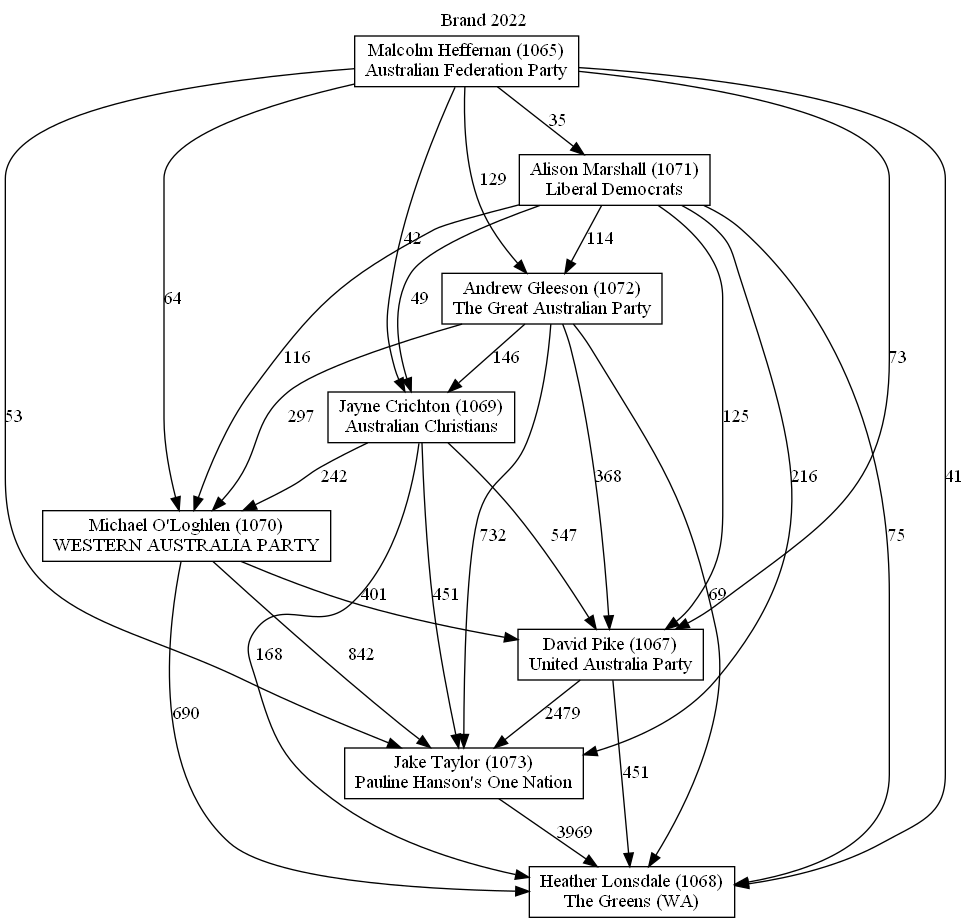 Brand 2022
Malcolm Heffernan (1065)
Australian Federation Party
35
Alison Marshall (1071)
Liberal Democrats
129
42
114
Andrew Gleeson (1072)
The Great Australian Party
64
49
116
146
73
Jayne Crichton (1069)
Australian Christians
53
297
125
242
368
216
41
Michael O'Loghlen (1070)
WESTERN AUSTRALIA PARTY
732
547
75
401
451
69
David Pike (1067)
United Australia Party
168
842
690
2479
Jake Taylor (1073)
Pauline Hanson's One Nation
451
3969
Heather Lonsdale (1068)
The Greens (WA)